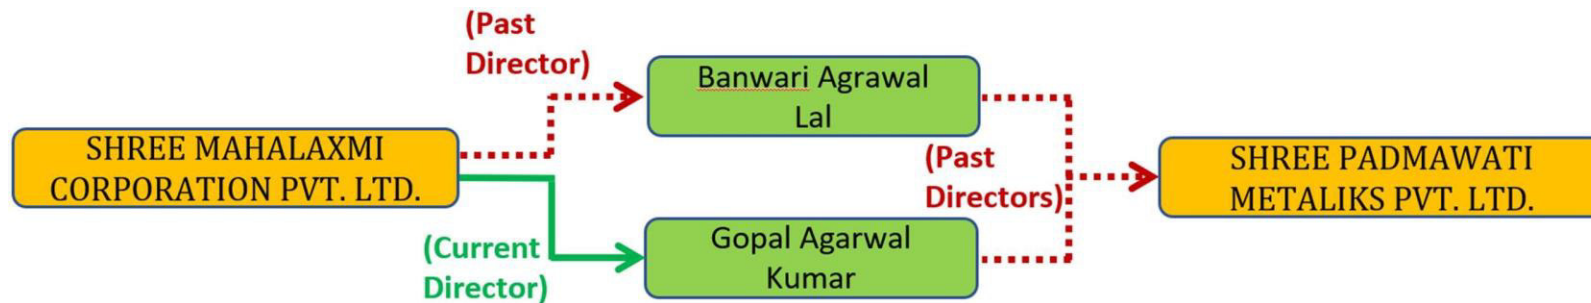 (Past
Director)
Banwari Agrawal
Lal
SHREE MAHALAXMI
CORPORATION PVT. LTD.
(Past
Directors)
SHREE PADMAWATI
METALIKS PVT. LTD.
(Current
Director)
Gopal Agarwal
Kumar